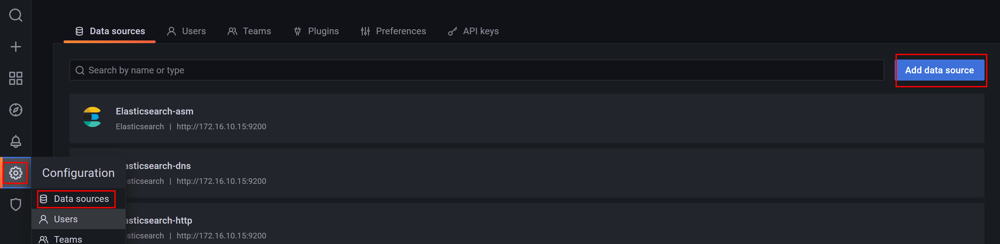 Data sources Users Teams Plugins Preferences API keys
Search by name or type
Add data source
Elasticsearch-asm
Elasticsearch | http://172.16.10.15:9200
asticsearch-dns
sticsearch | http://172.16.10.15:9200
asticsearch-http
sticsearch | http://172.16.10.15:9200
Configuration
Data sources
Users
Teams